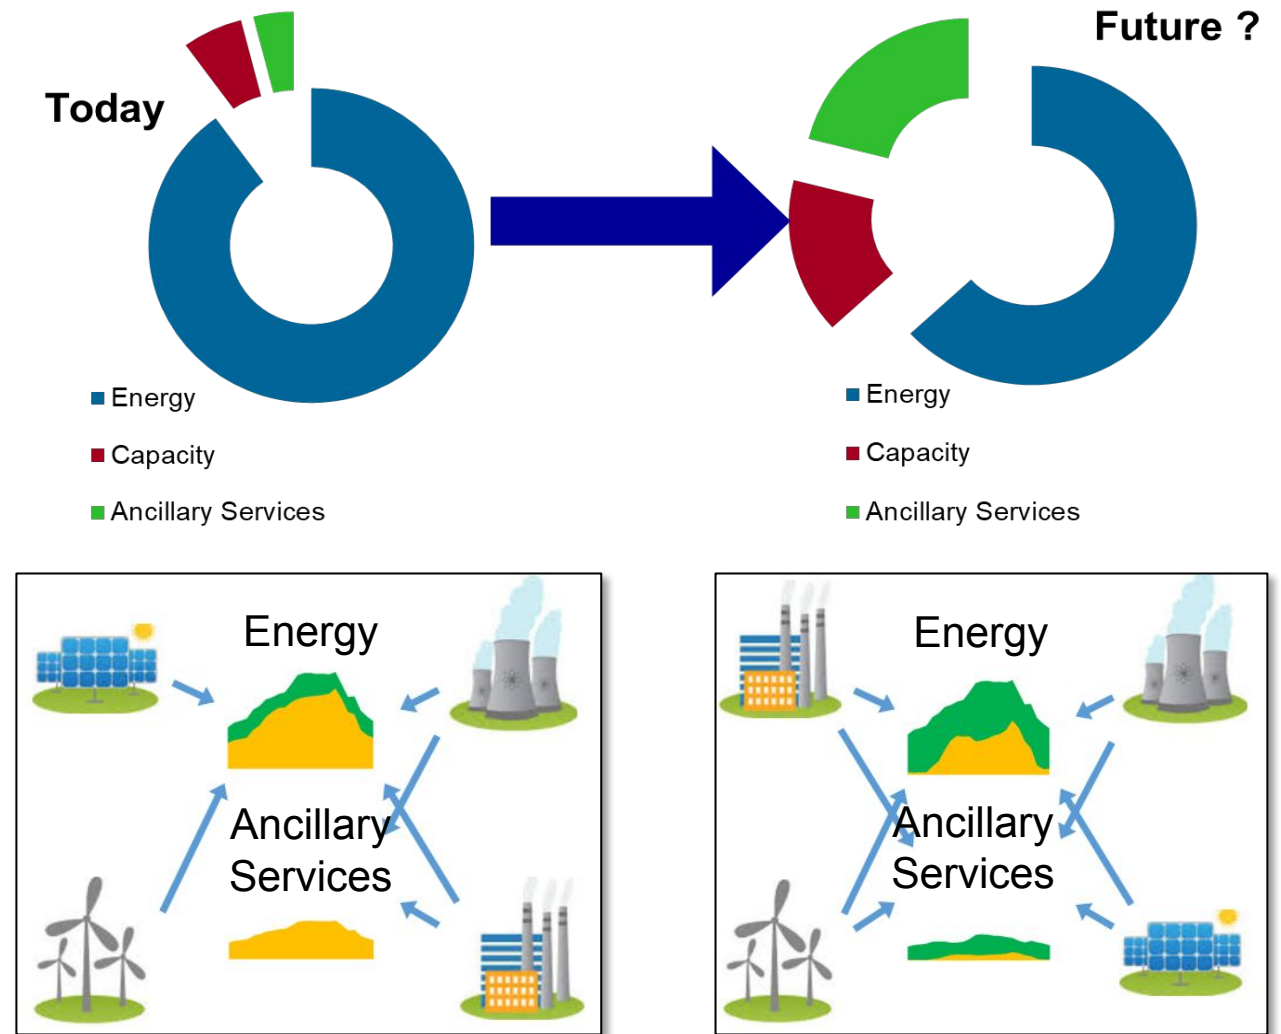 Today
Future ?
Energy
Capacity
Ancillary Services
Energy
Capacity
Ancillary Services
Energy
Ancillary
Services
Energy
Ancillary
Services